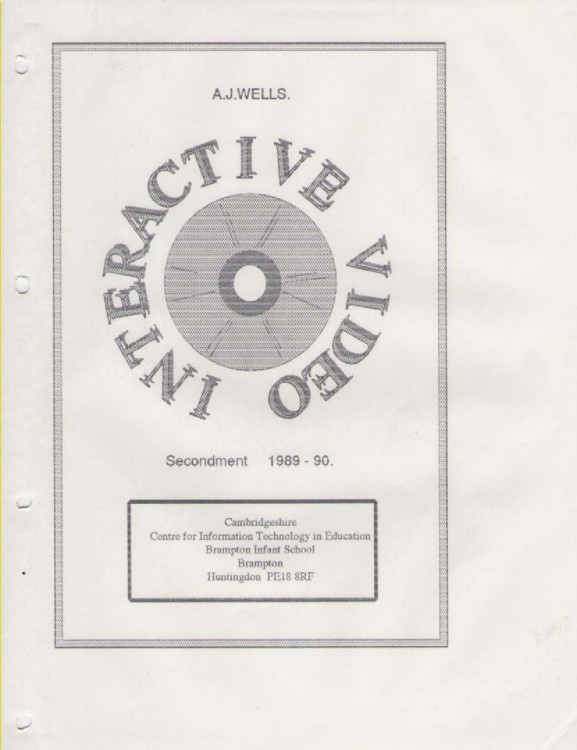 A.J.WELLS.
INTERACTIVE VIDEO
Secondment 1989 - 90.
Cambridgeshire
Centre for Information Technology in Education
Brampton Infant School
Brampton
Huntingdon PE18 8RF